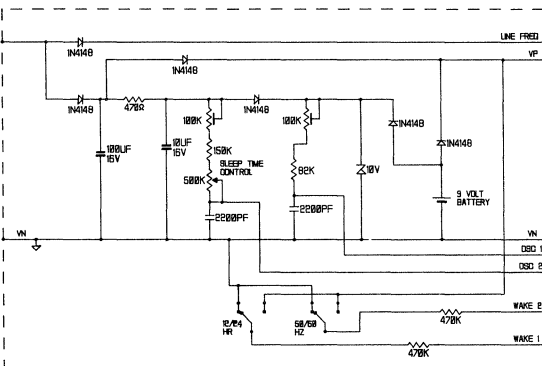 LINE FREQ
1N4148
VP
1N4148
1N4148
470Ω
1N4148
100K
100K
1N4148
1N4148
100UF
16V
10UF
16V
150K
82K
10V
SLEEP TIME
CONTROL
500K
9 VOLT
BATTERY
2200PF
2200PF
VN
VN
OSC 1
OSC 2
WAKE 2
470K
12/24
HR
50/60
HZ
WAKE 1
470K